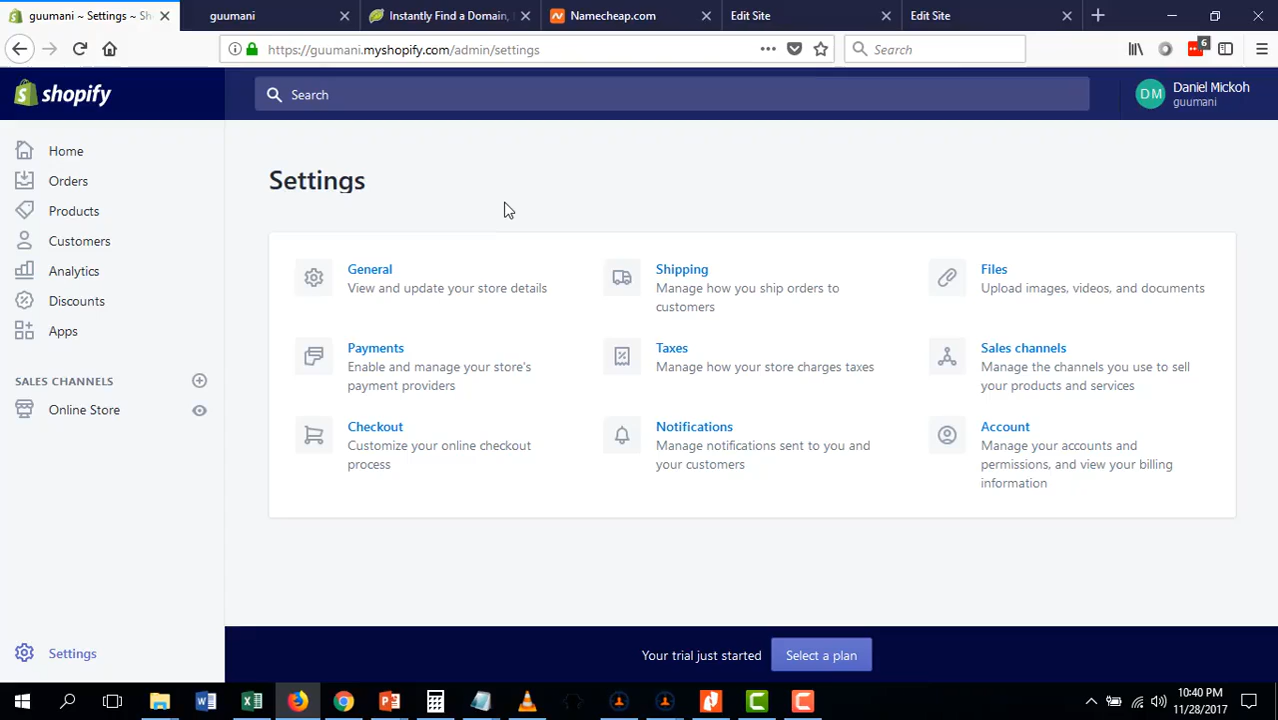 guumani ~ Settings ~ Sh
guumani
Instantly Find a Domain,
Namecheap.com
Edit Site
Edit Site
https://guumani.myshopify.com/admin/settings
Search
6
shopify
Search
DM
Daniel Mickoh
guumani
Home
Orders
Products
Customers
Analytics
Discounts
Apps
SALES CHANNELS
Online Store
Settings
Settings
General
View and update your store details
Shipping
Manage how you ship orders to
customers
Files
Upload images, videos, and documents
Payments
Enable and manage your store's
payment providers
Taxes
Manage how your store charges taxes
Sales channels
Manage the channels you use to sell
your products and services
Checkout
Customize your online checkout
process
Notifications
Manage notifications sent to you and
your customers
Account
Manage your accounts and
permissions, and view your billing
information
Your trial just started
Select a plan
10:40 PM
11/28/2017